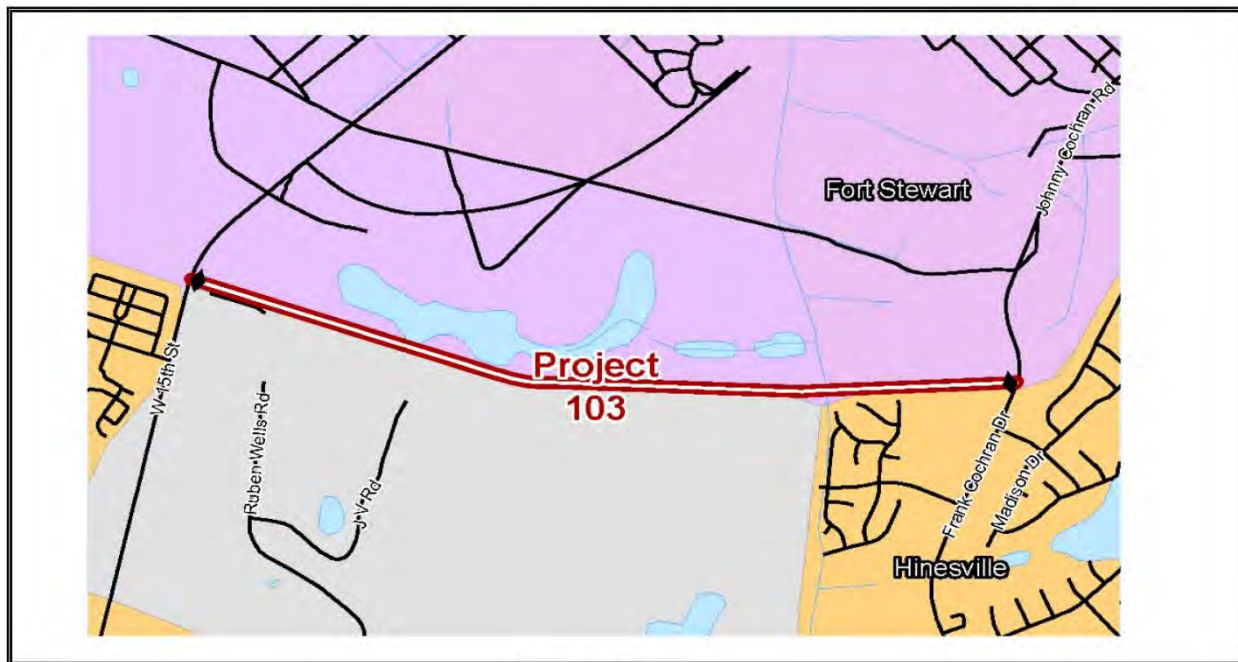 Johnny Cochran Rd
Fort Stewart
Project
103
W 15th St
Ruben Wells Rd
J V Rd
Frank Cochran Dr
Madison Dr
Hinesville